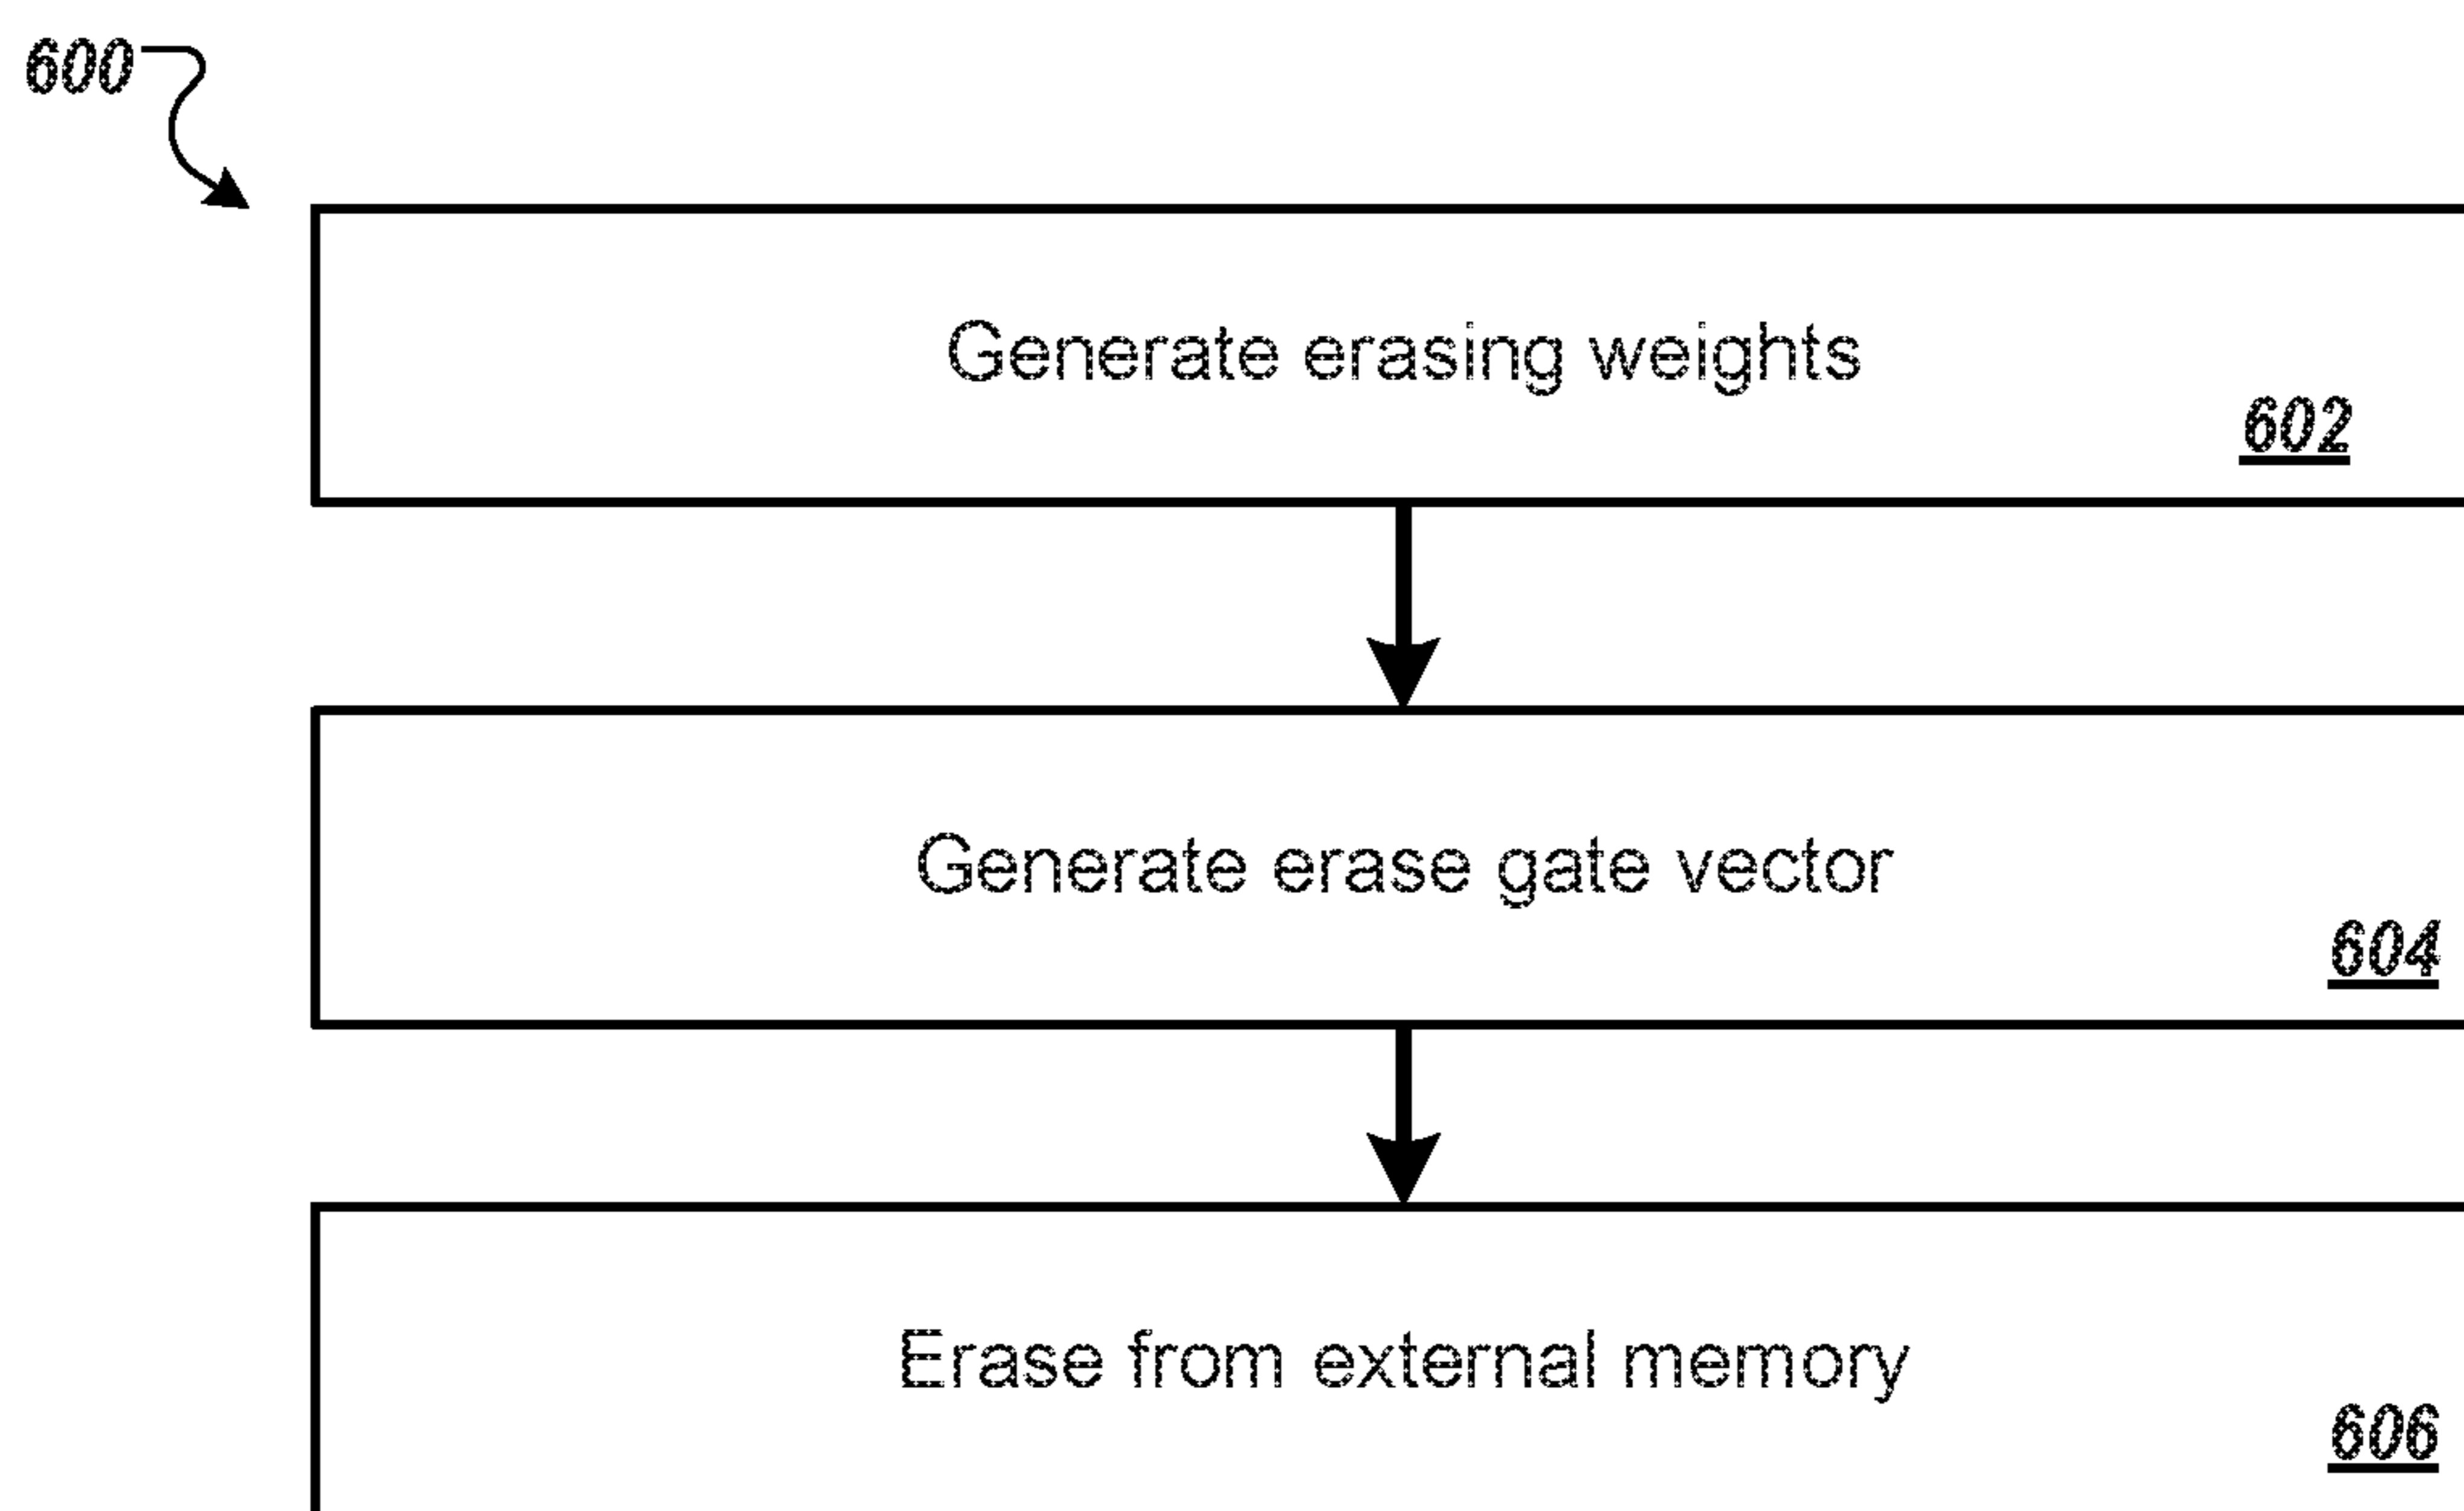 600
Generate erasing weights
602
Generate erase gate vector
604
Erase from external memory
606